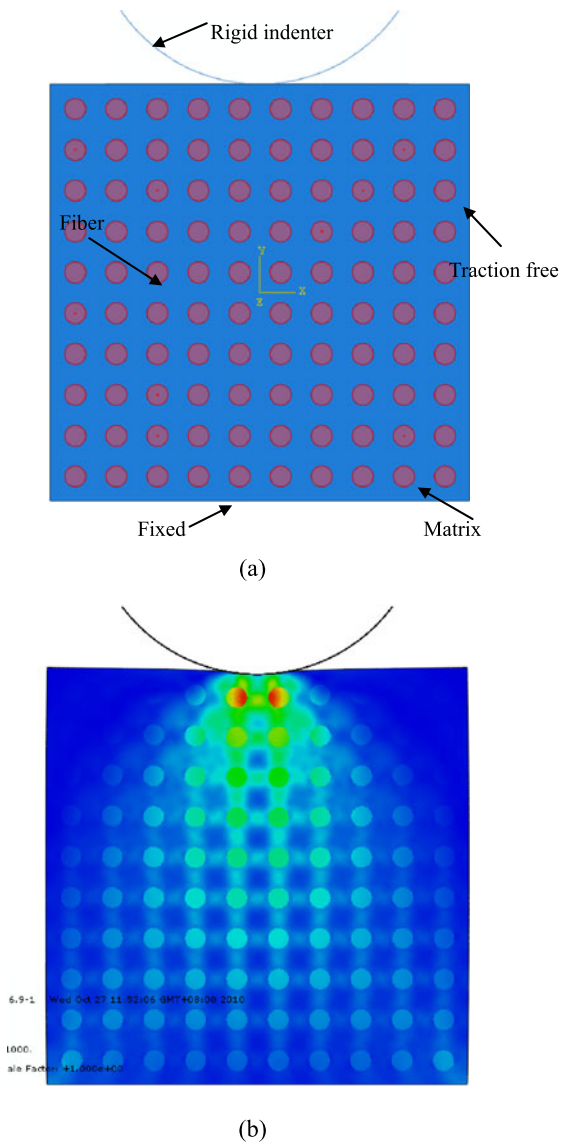 Rigid indenter
Fiber
Y
X
Z
Traction free
Fixed
Matrix
(a)
6.9-1 Wed Oct 27 11:52:06 GMT+08:00 2010
1000.
ale Factor: +1.000e+00
(b)